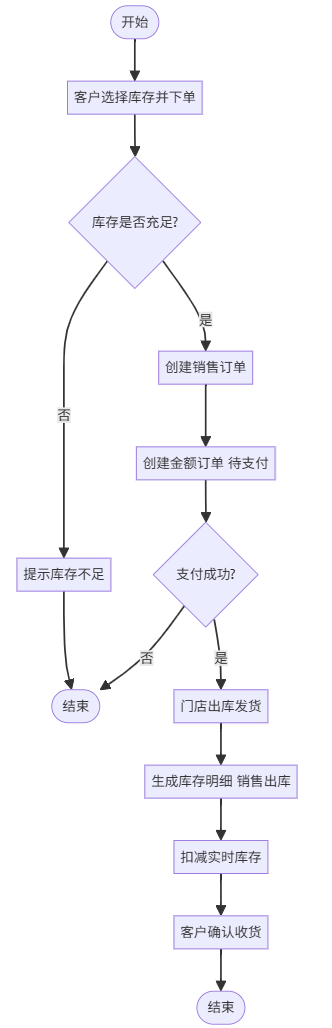 开始
客户选择库存并下单
库存是否充足?
是
创建销售订单
否
创建金额订单 待支付
提示库存不足
支付成功?
否
是
结束
门店出库发货
生成库存明细 销售出库
扣减实时库存
客户确认收货
结束